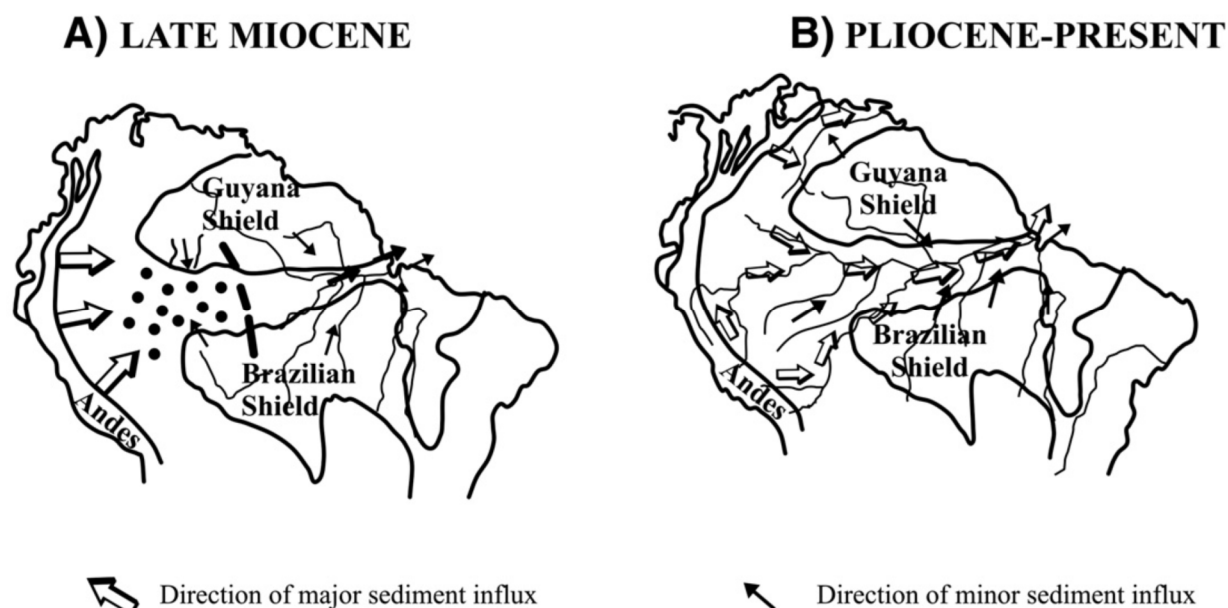 A) LATE MIOCENE
Guyana
Shield
Brazilian
Shield
Andes
B) PLIOCENE-PRESENT
Guyana
Shield
Brazilian
Shield
Andes
Direction of major sediment influx
Direction of minor sediment influx